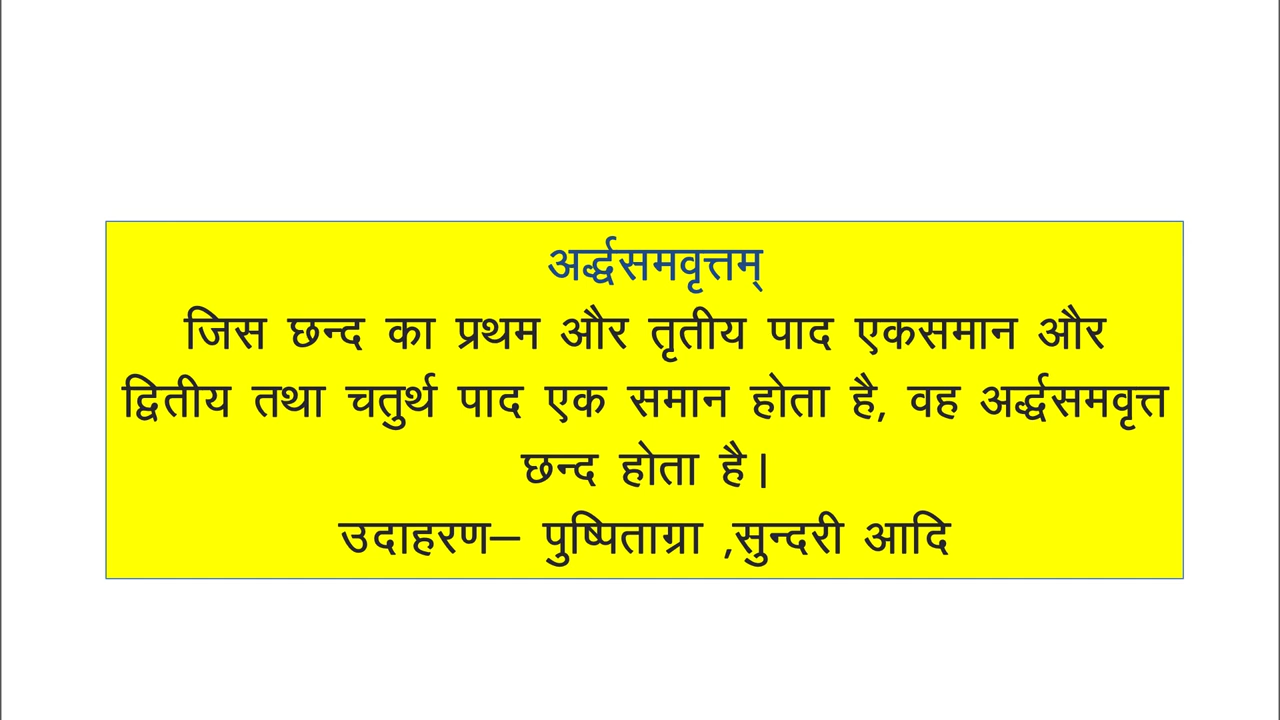 अर्द्धसमवृत्तम्
जिस छन्द का प्रथम और तृतीय पाद एकसमान और
द्वितीय तथा चतुर्थ पाद एक समान होता है, वह अर्द्धसमवृत्त
छन्द होता है।
उदाहरण– पुष्पिताग्रा ,सुन्दरी आदि